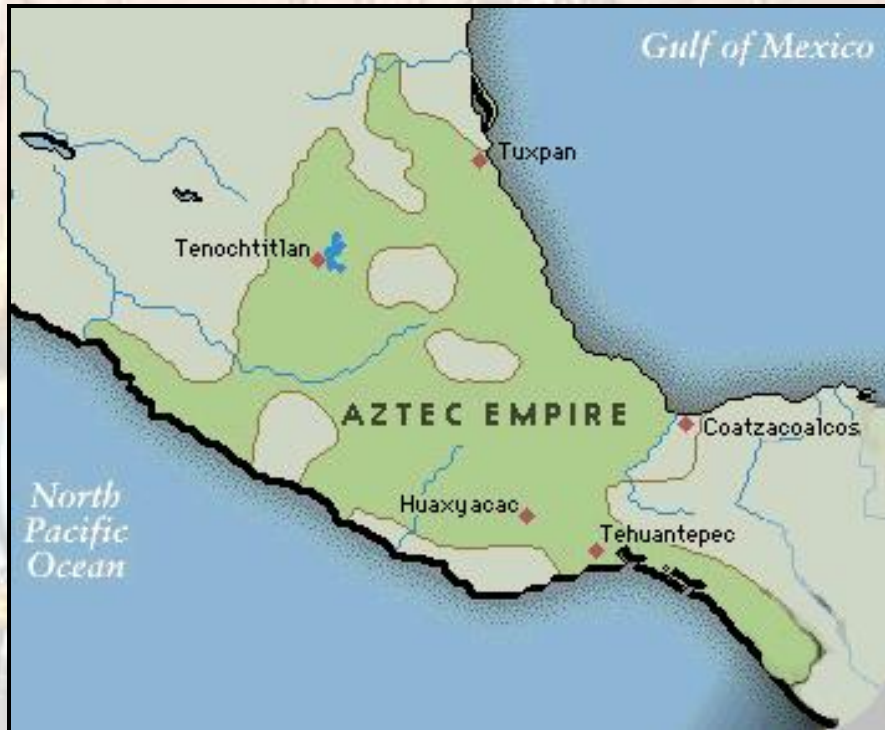 Gulf of Mexico
Tuxpan
Tenochtitlan
AZTEC EMPIRE
Coatzacoalcos
North
Pacific
Ocean
Huaxyacac
Tehuantepec